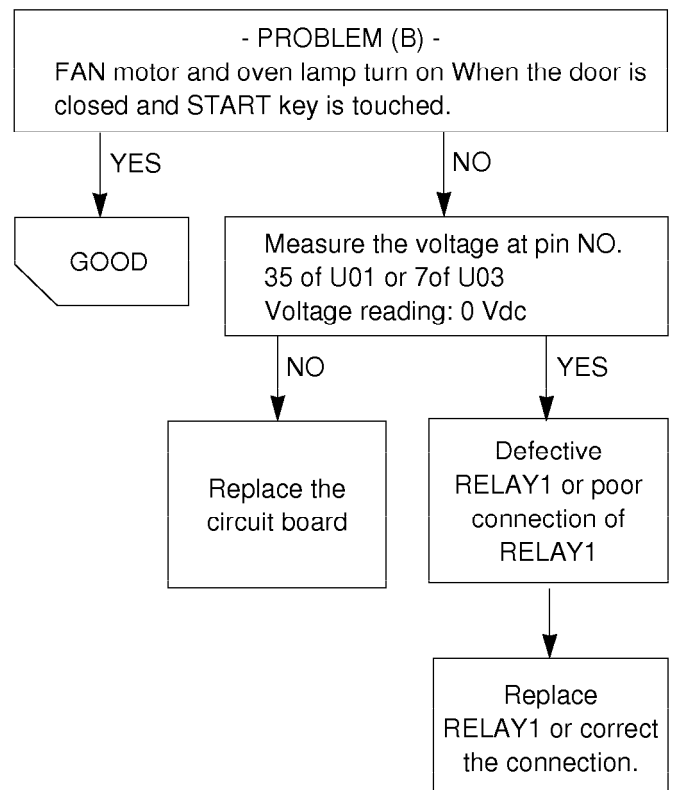 - PROBLEM (B) -
FAN motor and oven lamp turn on When the door is
closed and START key is touched.
YES
NO
GOOD
Measure the voltage at pin NO.
35 of U01 or 7of U03
Voltage reading: 0 Vdc
NO
YES
Replace the
circuit board
Defective
RELAY1 or poor
connection of
RELAY1
Replace
RELAY1 or correct
the connection.